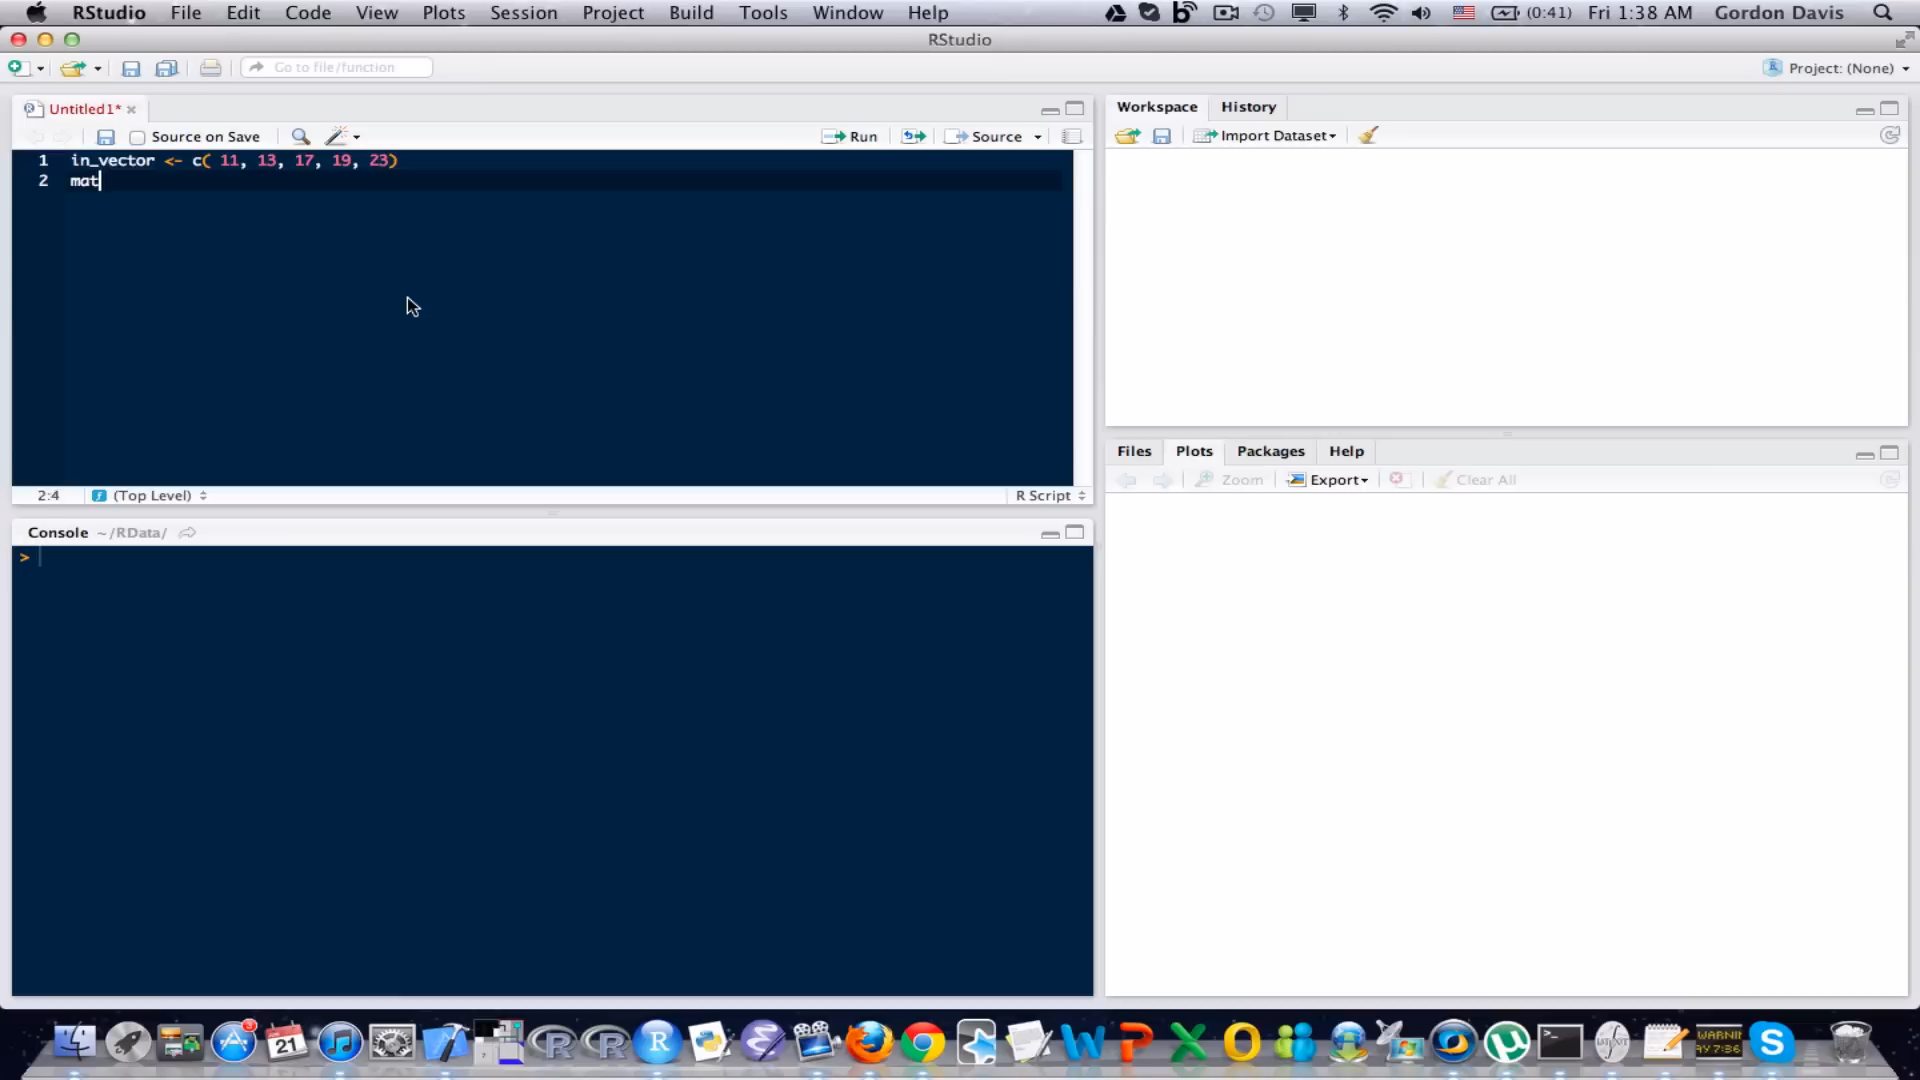 RStudio File Edit Code View Plots Session Project Build Tools Window Help (0:41) Fri 1:38 AM Gordon Davis
RStudio
Go to file/function Project: (None)
Untitled1*
Source on Save Run Source
1 in_vector <- c( 11, 13, 17, 19, 23)
2 mat
2:4 (Top Level) R Script
Console ~/RData/
>
Workspace History
Import Dataset
Files Plots Packages Help
Zoom Export Clear All
3
21